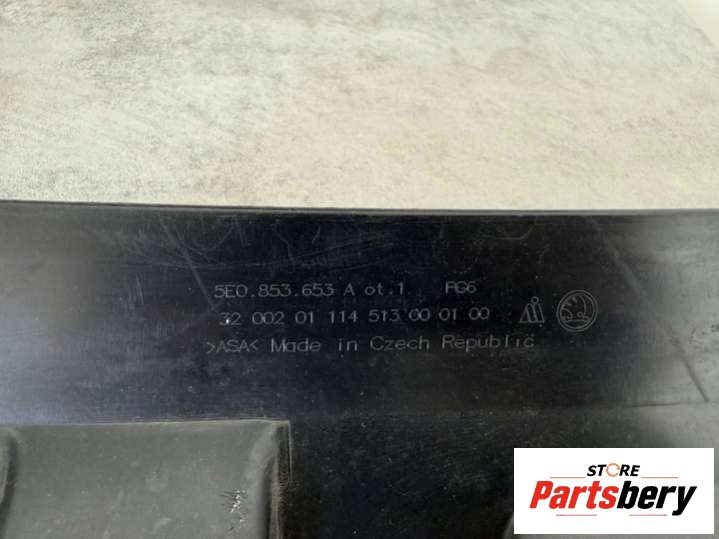 5E0.853.653 A ot.1 PG6
32 002 01 114 513 00 01 00
>ASA< Made in Czech Republic
STORE
Partsbery